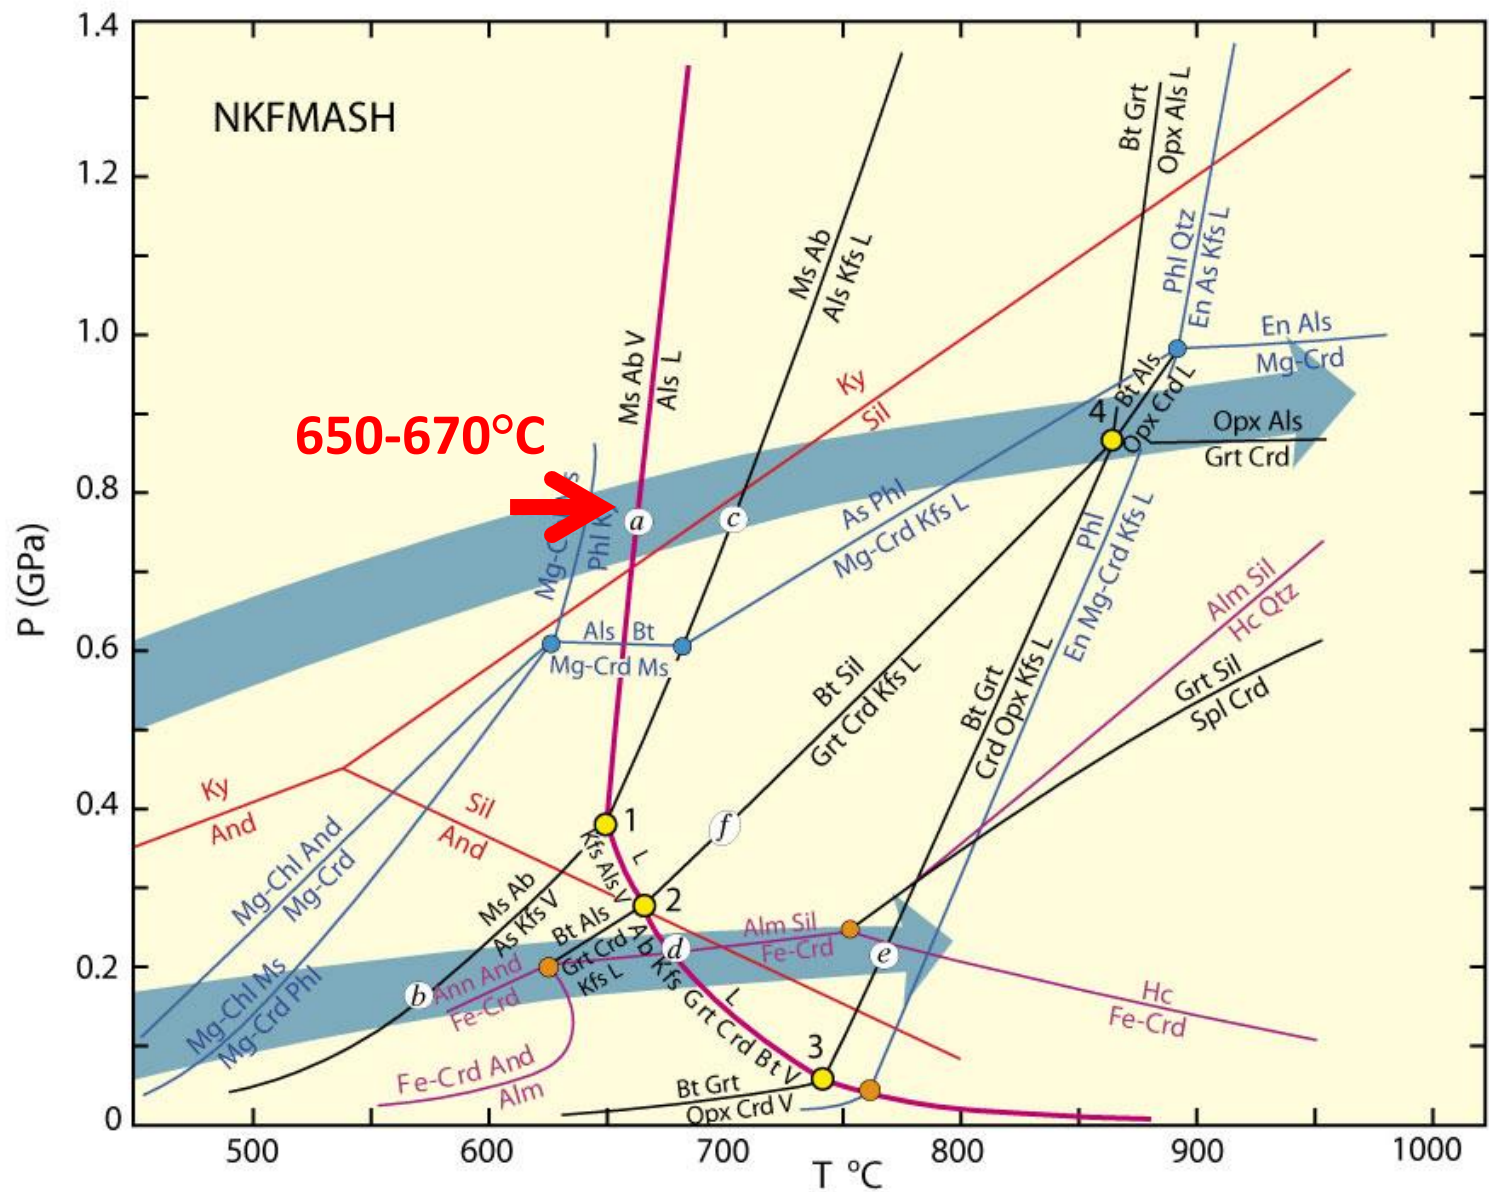 1.4
1.2
1.0
0.8
0.6
0.4
0.2
0
P (GPa)
500
600
700
800
900
1000
T °C
NKFMASH
650-670°C
Ms Ab V
Als L
Ms Ab
Als Kfs L
Bt Grt
Opx Als L
Phl Qtz
En As Kfs L
En Als
Mg-Crd
Ky
Sil
4
Bt Als
Opx Crd L
Opx Als
Grt Crd
Phl Ky
a
c
As Phl
Mg-Crd Kfs L
Phl
En Mg-Crd Kfs L
Als Bt
Mg-Crd Ms
Bt Sil
Grt Crd Kfs L
Bt Grt
Crd Opx Kfs L
Alm Sil
Hc Qtz
Grt Sil
Spl Crd
Ky
And
Sil
And
1
L
Kfs Als V
f
Mg-Chl And
Mg-Crd
Ms Ab
As Kfs V
2
Bt Als
Grt Crd
Kfs L
d
Alm Sil
Fe-Crd
e
b
Ann And
Fe-Crd
Mg-Chl Ms
Mg-Crd Phl
L
Ab Kfs Grt Crd Bt V
Hc
Fe-Crd
3
Fe-Crd And
Alm
Bt Grt
Opx Crd V